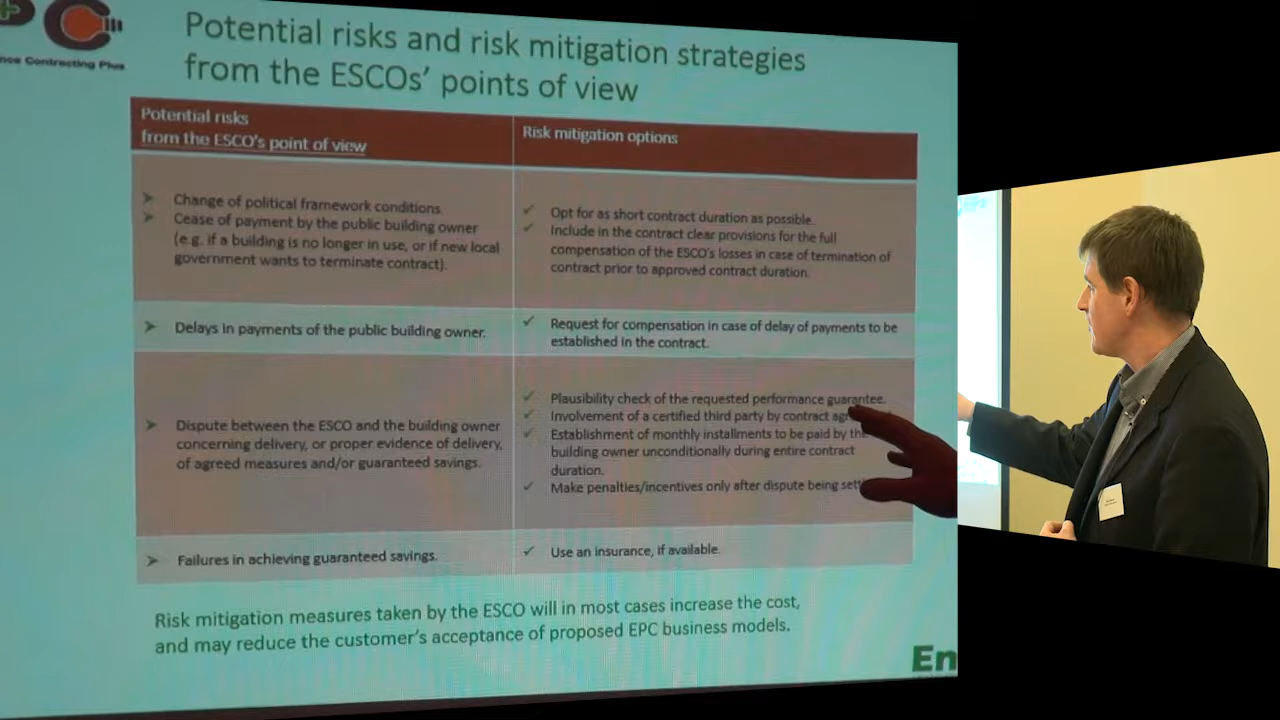 nce Contracting Plus
Potential risks and risk mitigation strategies
from the ESCOs' points of view
Potential risks
from the ESCO's point of view
Risk mitigation options
Change of political framework conditions.
Cease of payment by the public building owner
(e.g. if a building is no longer in use, or if new local
government wants to terminate contract).
Opt for as short contract duration as possible.
Include in the contract clear provisions for the full
compensation of the ESCO's losses in case of termination of
contract prior to approved contract duration.
Delays in payments of the public building owner.
Request for compensation in case of delay of payments to be
established in the contract.
Dispute between the ESCO and the building owner
concerning delivery, or proper evidence of delivery,
of agreed measures and/or guaranteed savings.
Plausibility check of the requested performance guarantee.
Involvement of a certified third party by contract
Establishment of monthly installments to be paid by the
building owner unconditionally during entire contract
duration.
Make penalties/incentives only after dispute being
Failures in achieving guaranteed savings.
Use an insurance, if available.
Risk mitigation measures taken by the ESCO will in most cases increase the cost,
and may reduce the customer's acceptance of proposed EPC business models.
En